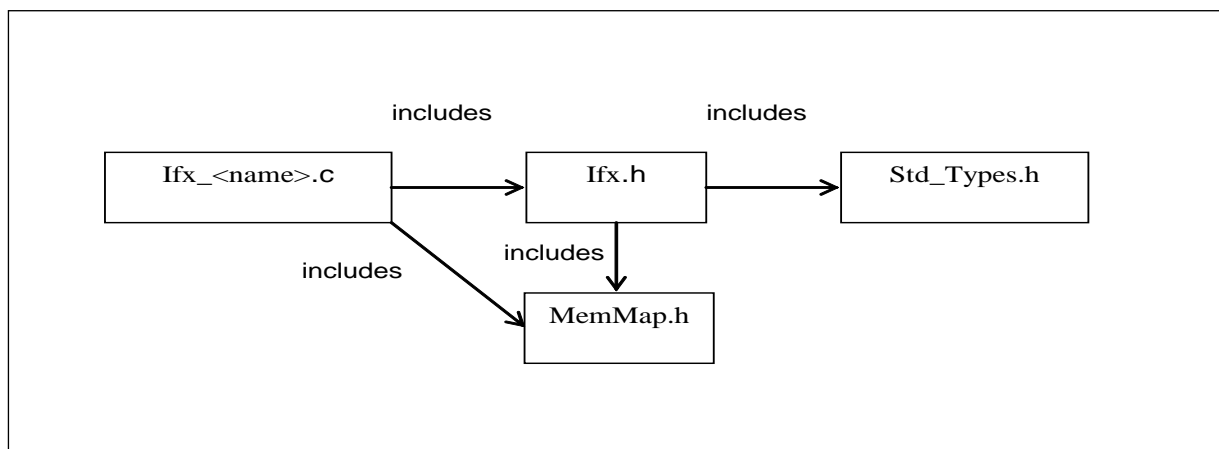 includes
includes
Ifx_<name>.c
Ifx.h
Std_Types.h
includes
includes
MemMap.h